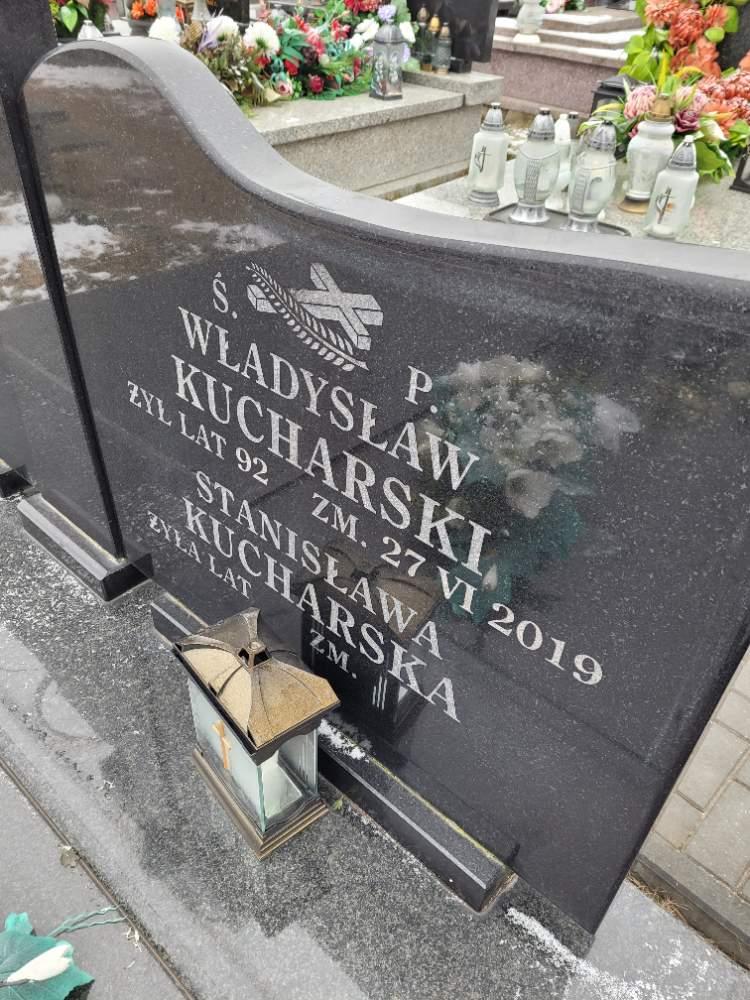 Ś. P.
WŁADYSŁAW
KUCHARSKI
ŻYŁ LAT 92 ZM. 27 VI 2019
STANISŁAWA
KUCHARSKA
ŻYŁA LAT ZM.